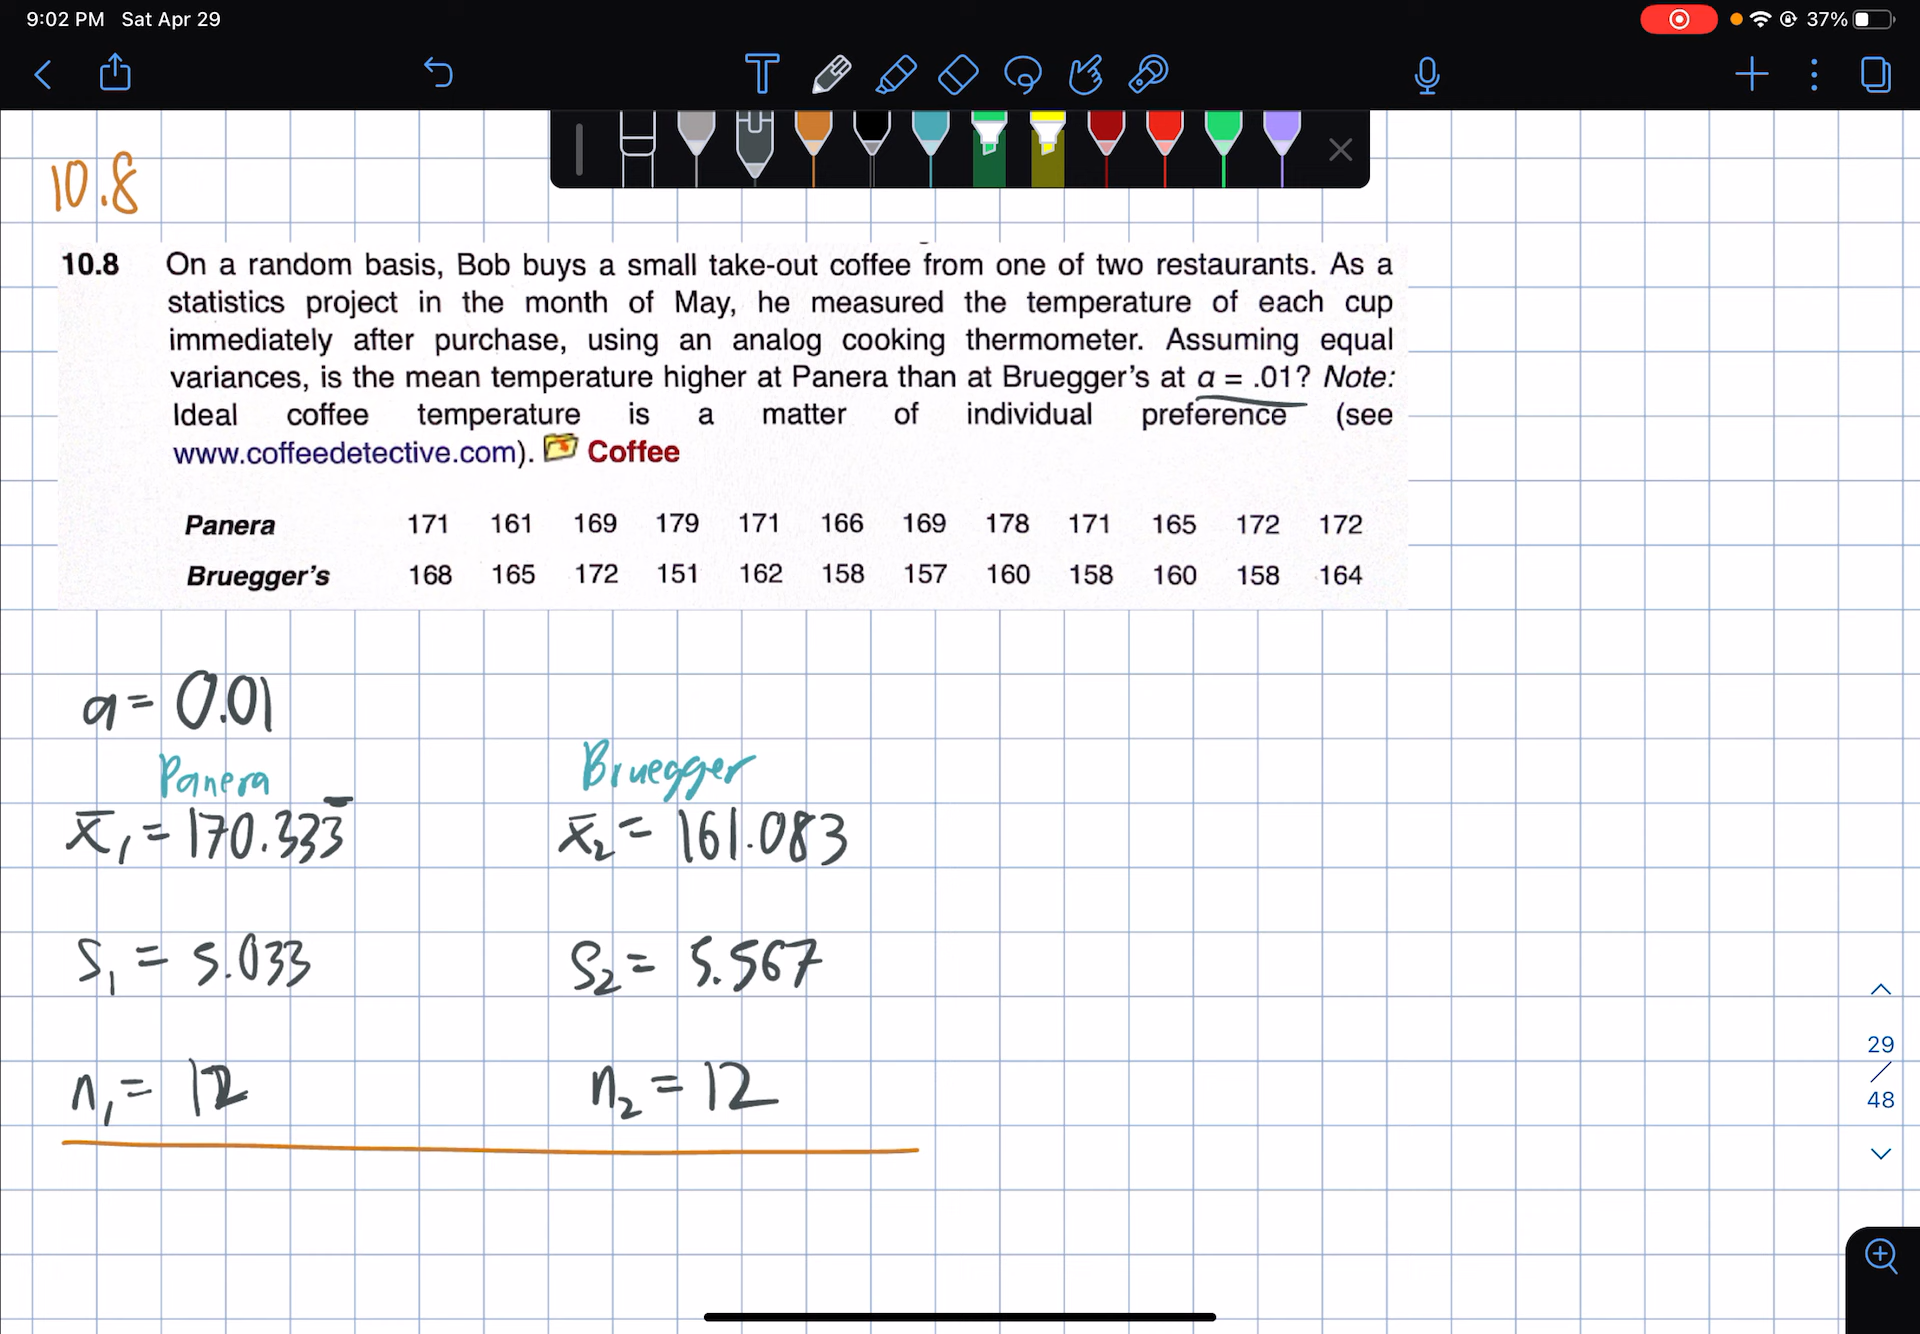 9:02 PM Sat Apr 29
37%
T
10.8
10.8 On a random basis, Bob buys a small take-out coffee from one of two restaurants. As a
statistics project in the month of May, he measured the temperature of each cup
immediately after purchase, using an analog cooking thermometer. Assuming equal
variances, is the mean temperature higher at Panera than at Bruegger's at α = .01? Note:
Ideal coffee temperature is a matter of individual preference (see
www.coffeedetective.com). Coffee
Panera 171 161 169 179 171 166 169 178 171 165 172 172
Bruegger's 168 165 172 151 162 158 157 160 158 160 158 164
α = 0.01
Panera Bruegger
x̄₁ = 170.333̄ x̄₂ = 161.083
S₁ = 5.033 S₂ = 5.567
n₁ = 12 n₂ = 12
29
/
48